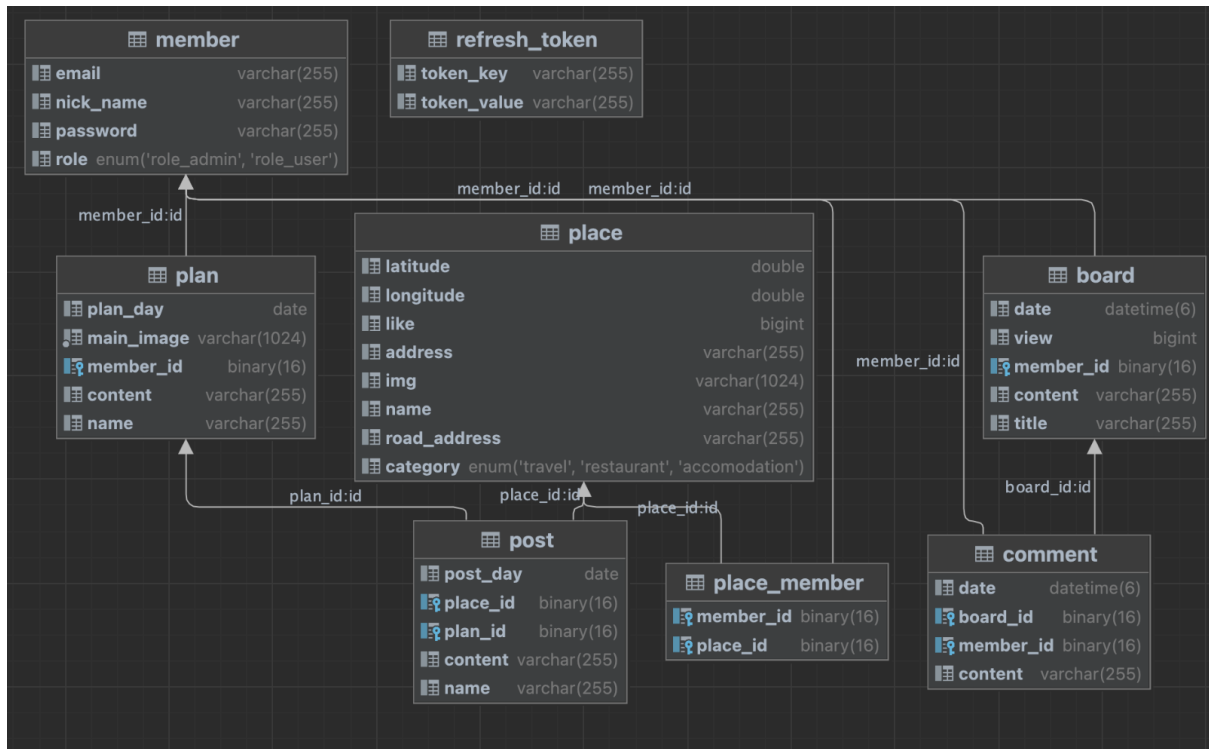 member
email varchar(255)
nick_name varchar(255)
password varchar(255)
role enum('role_admin', 'role_user')
refresh_token
token_key varchar(255)
token_value varchar(255)
member_id:id
member_id:id
member_id:id
place
latitude double
longitude double
like bigint
address varchar(255)
img varchar(1024)
name varchar(255)
road_address varchar(255)
category enum('travel', 'restaurant', 'accomodation')
plan
plan_day date
main_image varchar(1024)
member_id binary(16)
content varchar(255)
name varchar(255)
board
date datetime(6)
view bigint
member_id binary(16)
content varchar(255)
title varchar(255)
member_id:id
plan_id:id
place_id:id
place_id:id
board_id:id
post
post_day date
place_id binary(16)
plan_id binary(16)
content varchar(255)
name varchar(255)
place_member
member_id binary(16)
place_id binary(16)
comment
date datetime(6)
board_id binary(16)
member_id binary(16)
content varchar(255)